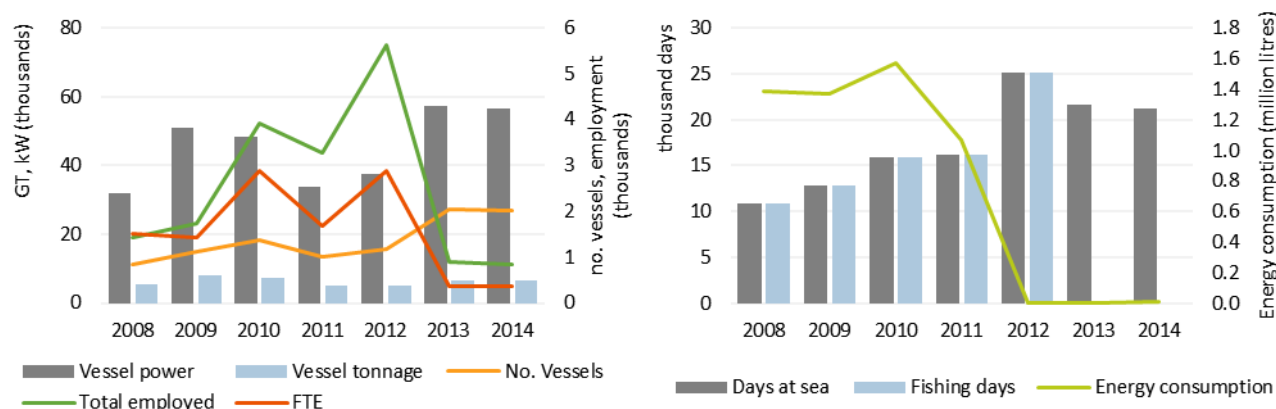 GT, kW (thousands)
80
60
40
20
0
6
5
4
3
2
1
0
no. vessels, employment
(thousands)
2008 2009 2010 2011 2012 2013 2014
Vessel power Vessel tonnage No. Vessels
Total employed FTE
thousand days
30
25
20
15
10
5
0
1.8
1.6
1.4
1.2
1.0
0.8
0.6
0.4
0.2
0.0
Energy consumption (million litres)
2008 2009 2010 2011 2012 2013 2014
Days at sea Fishing days Energy consumption